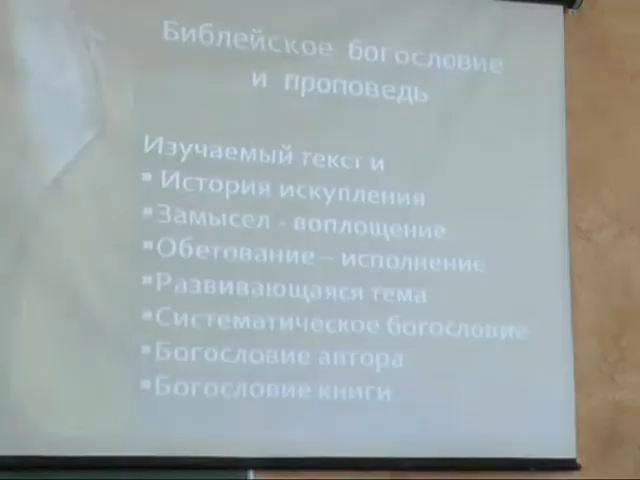 Библейское богословие
и проповедь
Изучаемый текст и
▪ История искупления
▪Замысел - воплощение
▪Обетование – исполнение
▪Развивающаяся тема
▪Систематическое богословие
▪Богословие автора
▪Богословие книги